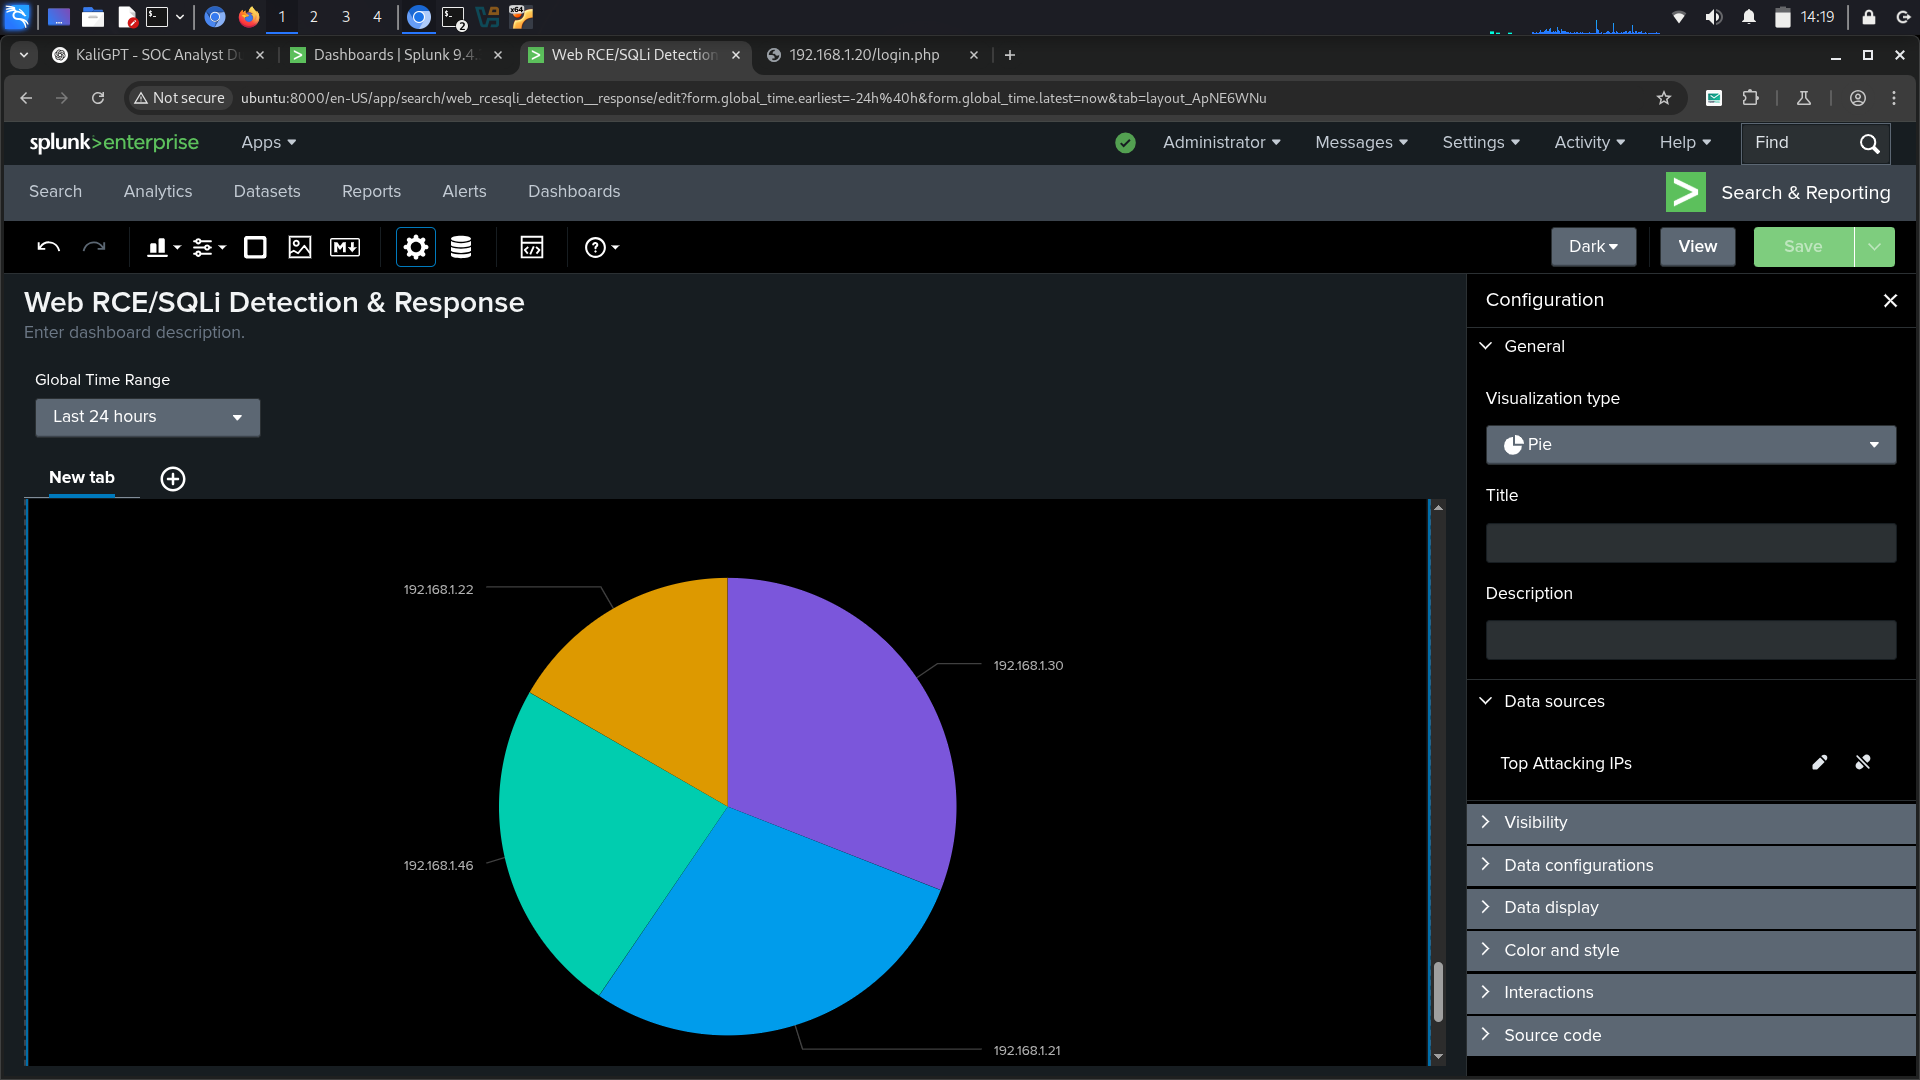 1 2 3 4 2 x64 14:19
KaliGPT - SOC Analyst Du
Dashboards | Splunk 9.4.
Web RCE/SQLi Detection
192.168.1.20/login.php
Not secure
ubuntu:8000/en-US/app/search/web_rcesqli_detection__response/edit?form.global_time.earliest=-24h%40h&form.global_time.latest=now&tab=layout_ApNE6WNu
splunk>enterprise Apps Administrator Messages Settings Activity Help Find
Search Analytics Datasets Reports Alerts Dashboards Search & Reporting
Dark View Save
Web RCE/SQLi Detection & Response
Enter dashboard description.
Global Time Range
Last 24 hours
New tab
192.168.1.22
192.168.1.30
192.168.1.46
192.168.1.21
Configuration
General
Visualization type
Pie
Title
Description
Data sources
Top Attacking IPs
Visibility
Data configurations
Data display
Color and style
Interactions
Source code